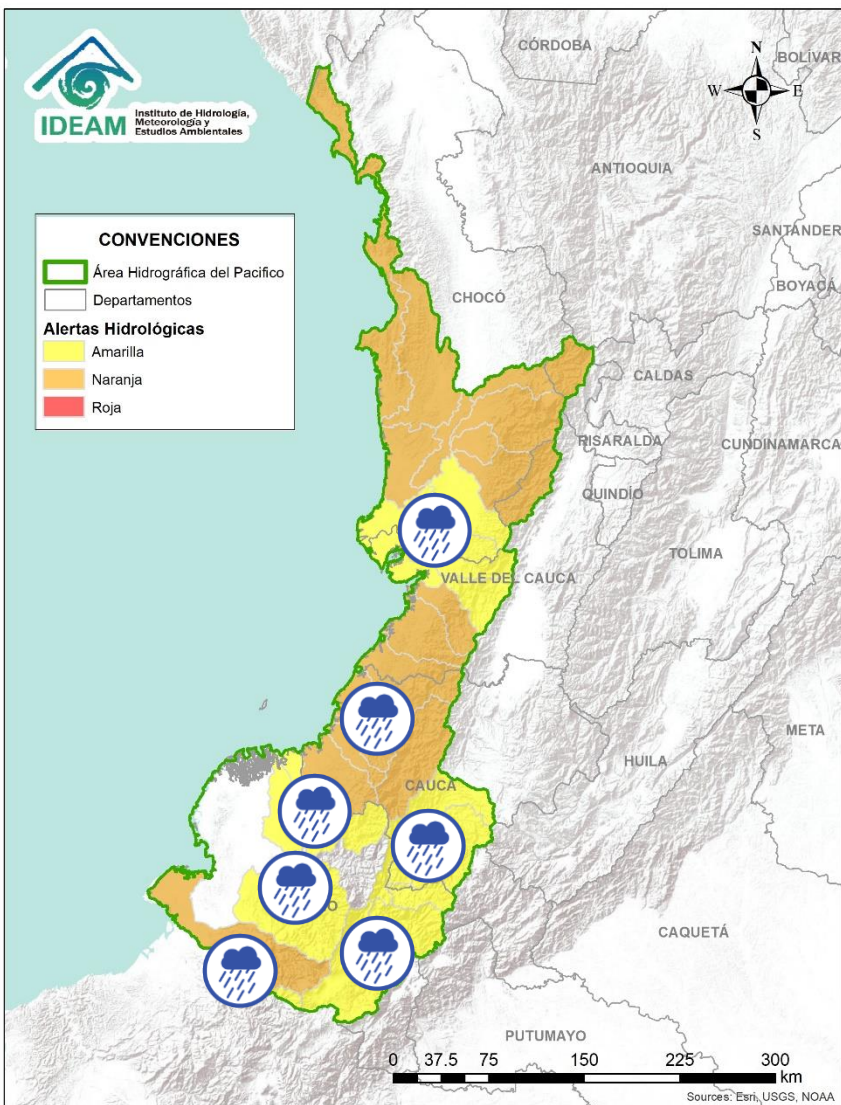 IDEAM
Instituto de Hidrología,
Meteorología y
Estudios Ambientales
CÓRDOBA
BOLÍVAR
N
W
E
S
ANTIOQUIA
SANTANDER
BOYACÁ
CONVENCIONES
Área Hidrográfica del Pacifico
Departamentos
Alertas Hidrológicas
Amarilla
Naranja
Roja
CHOCÓ
CALDAS
RISARALDA
CUNDINAMARCA
QUINDÍO
TOLIMA
VALLE DEL CAUCA
META
HUILA
CAUCA
CAQUETÁ
PUTUMAYO
0 37.5 75 150 225 300
km
Sources: Esri, USGS, NOAA